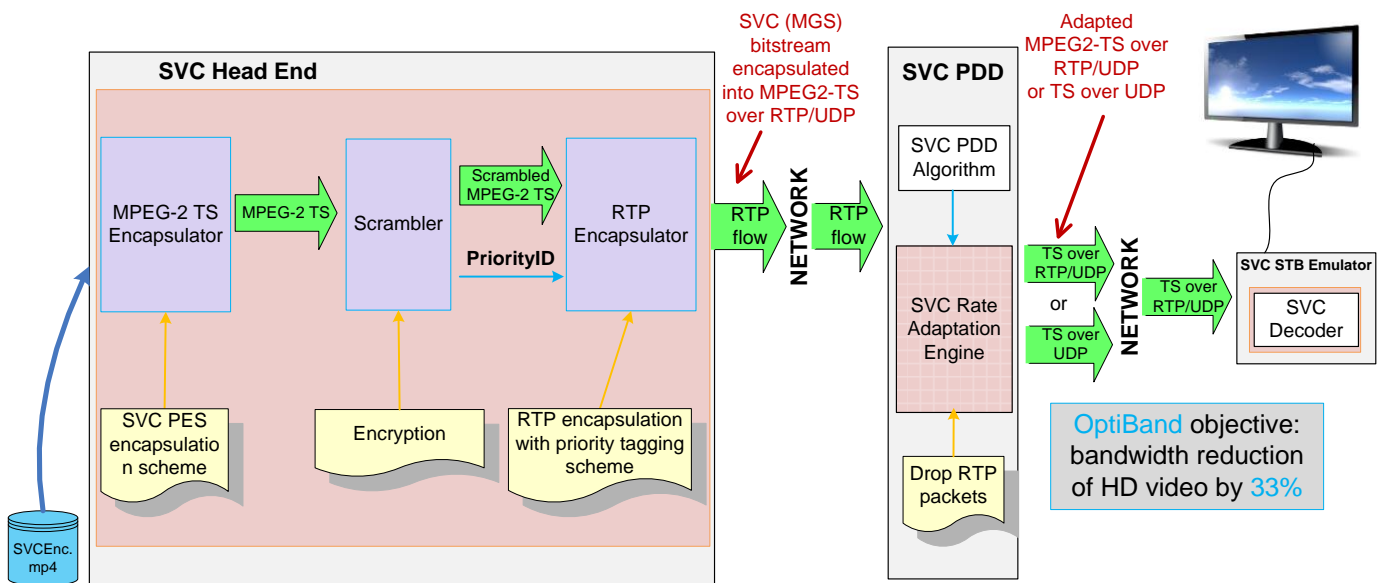 SVC Head End
MPEG-2 TS
Encapsulator
MPEG-2 TS
Scrambler
Scrambled
MPEG-2 TS
PriorityID
RTP
Encapsulator
SVC PES
encapsulatio
n scheme
Encryption
RTP encapsulation
with priority tagging
scheme
SVCEnc.
mp4
SVC (MGS)
bitstream
encapsulated
into MPEG2-TS
over RTP/UDP
RTP
flow
NETWORK
RTP
flow
SVC PDD
SVC PDD
Algorithm
SVC Rate
Adaptation
Engine
Drop RTP
packets
Adapted
MPEG2-TS over
RTP/UDP
or TS over UDP
TS over
RTP/UDP
or
TS over
UDP
NETWORK
TS over
RTP/UDP
SVC STB Emulator
SVC
Decoder
OptiBand objective:
bandwidth reduction
of HD video by 33%